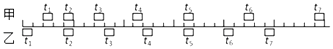 甲 t₁ t₂ t₃ t₄ t₅ t₆ t₇
乙 t₁ t₂ t₃ t₄ t₅ t₆ t₇